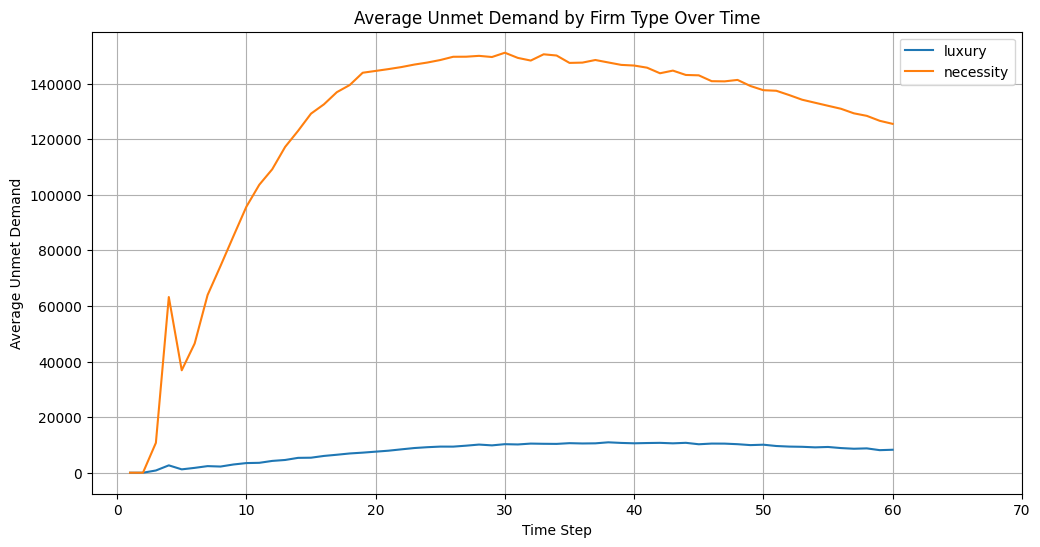 Average Unmet Demand by Firm Type Over Time
luxury
necessity
Average Unmet Demand
140000
120000
100000
80000
60000
40000
20000
0
0 10 20 30 40 50 60 70
Time Step